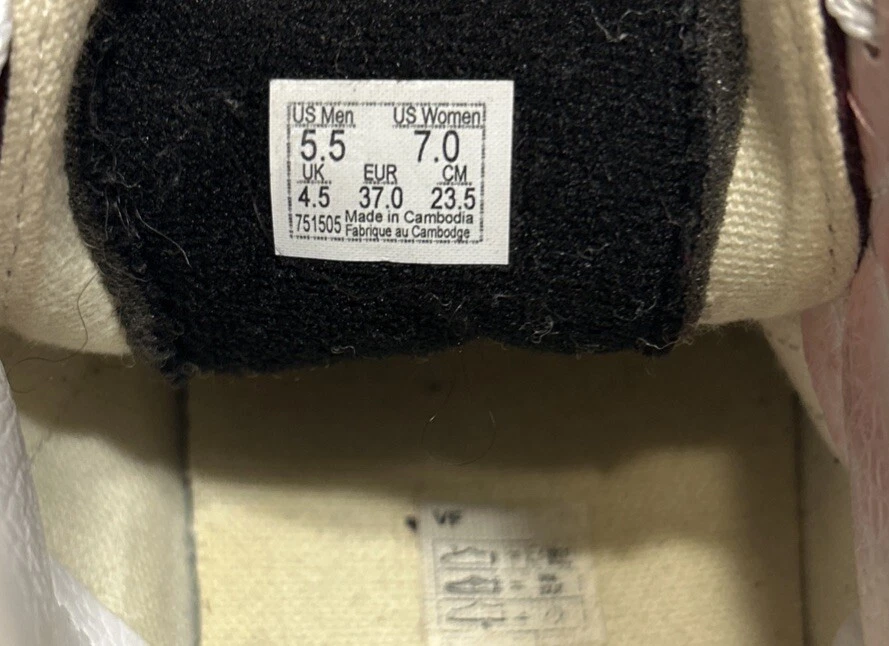 US Men US Women
5.5 7.0
UK EUR CM
4.5 37.0 23.5
751505 Made in Cambodia
Fabrique au Cambodge
VF